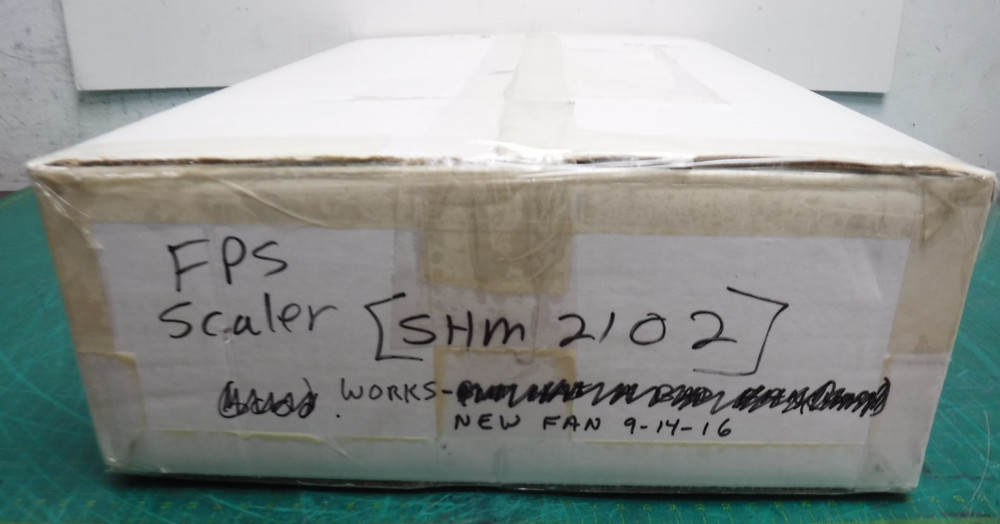 FPS
Scaler [SHM 2102]
WORKS-
NEW FAN 9-14-16